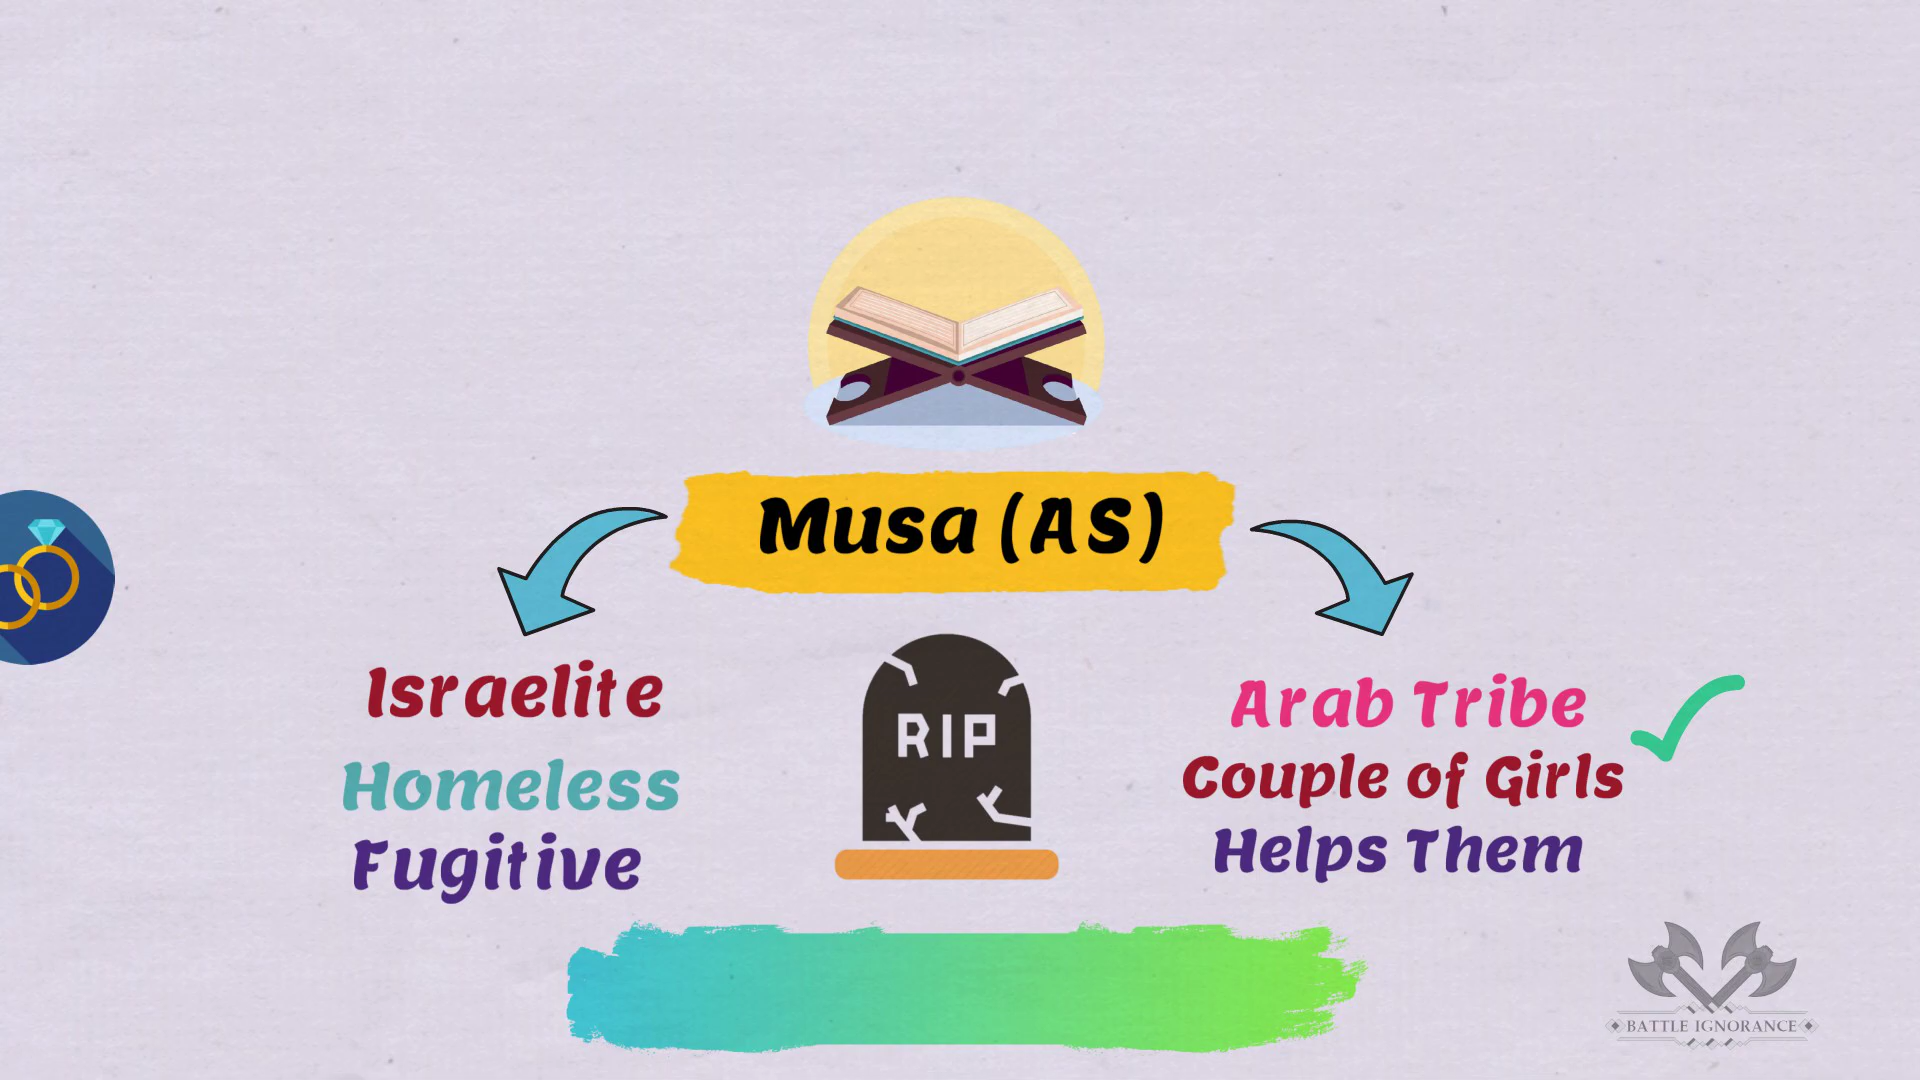 Musa (AS)
Israelite
Homeless
Fugitive
RIP
Arab Tribe
Couple of Girls
Helps Them
BATTLE IGNORANCE